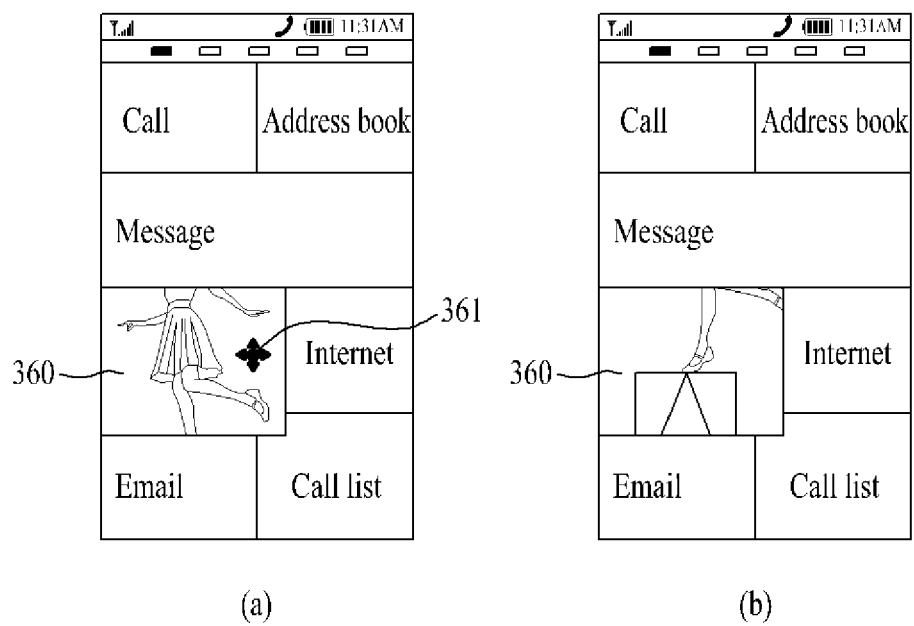 11:31AM
Call Address book
Message
360
361
Internet
Email Call list
(a)
11:31AM
Call Address book
Message
360
Internet
Email Call list
(b)